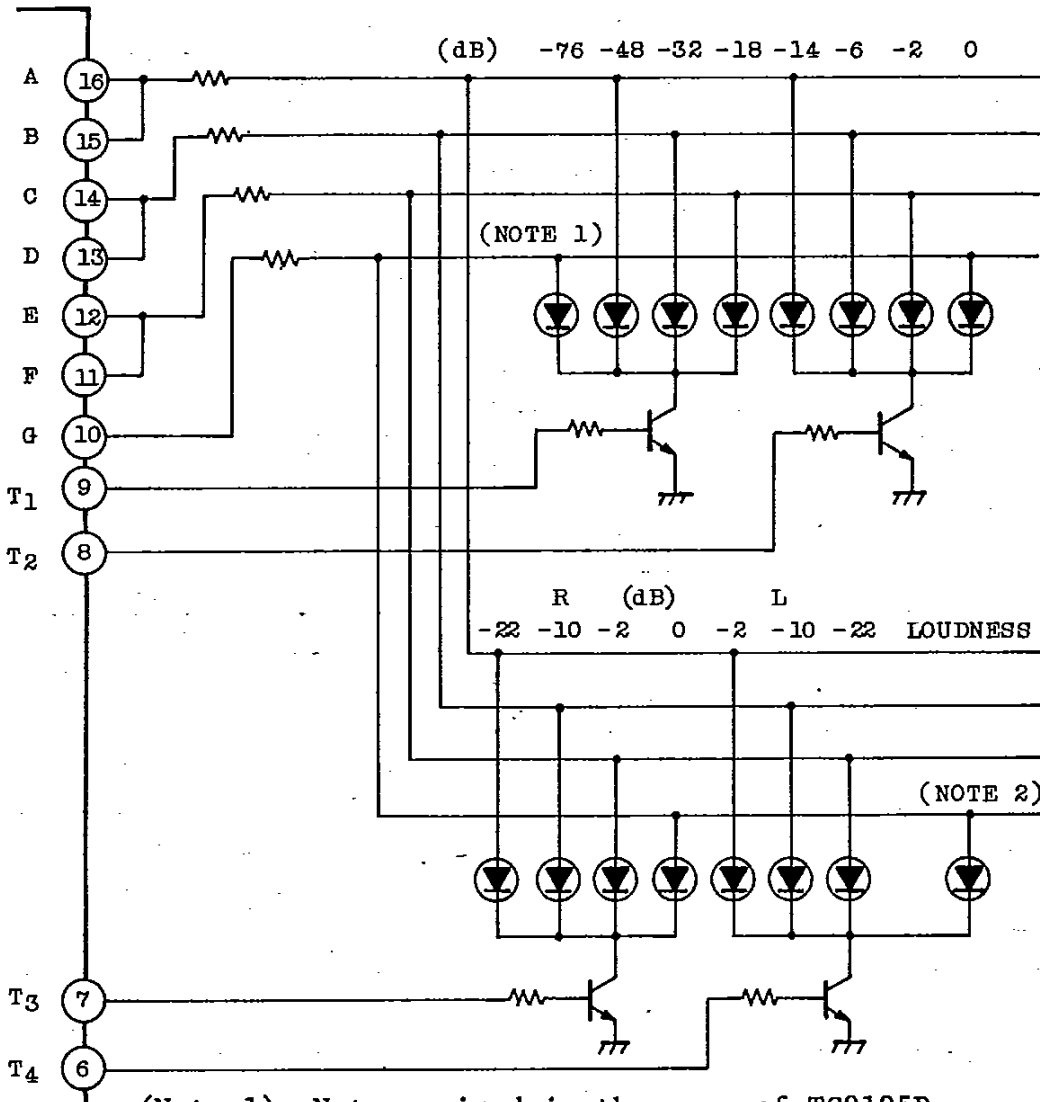 (dB) -76 -48 -32 -18 -14 -6 -2 0
A 16
B 15
C 14
D 13
(NOTE 1)
E 12
F 11
G 10
T1 9
T2 8
R (dB) L
-22 -10 -2 0 -2 -10 -22 LOUDNESS
(NOTE 2)
T3 7
T4 6